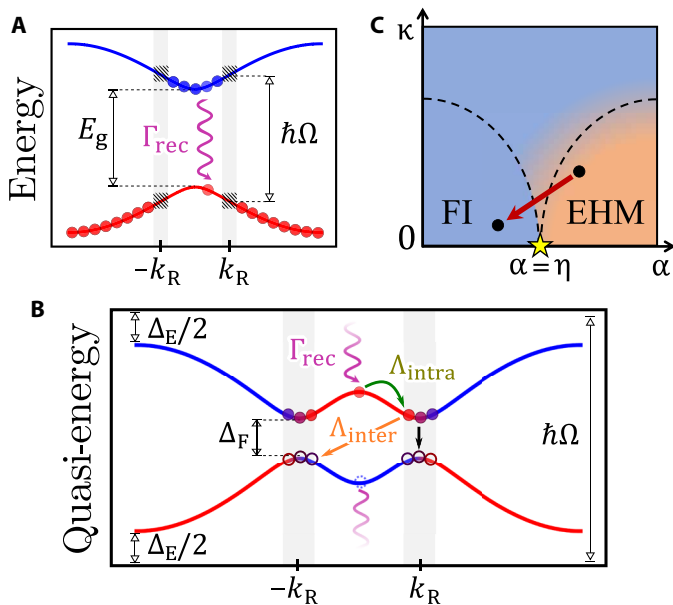 A
Energy
E_g
Γ_rec
ħΩ
−k_R
k_R
C
κ
FI
EHM
0
α = η
α
B
Quasi-energy
Δ_E/2
Γ_rec
Λ_intra
Δ_F
Λ_inter
ħΩ
Δ_E/2
−k_R
k_R